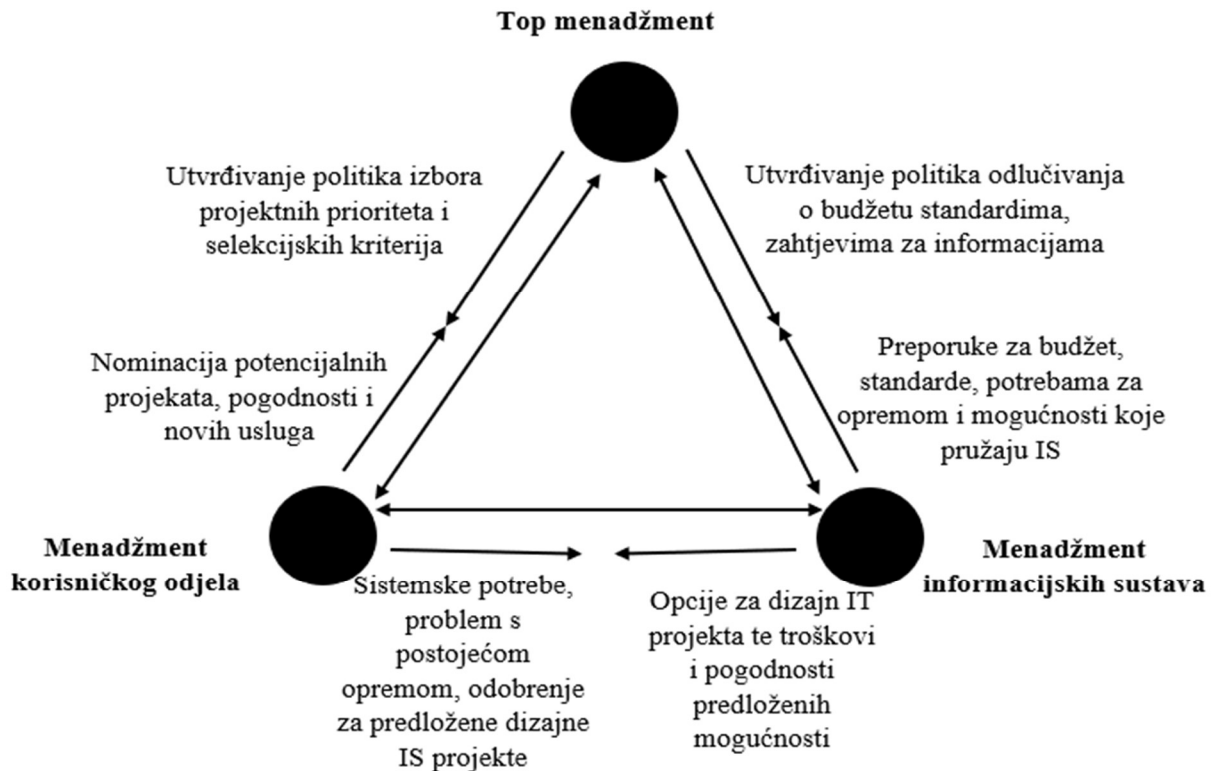 Top menadžment
Utvrđivanje politika izbora
projektnih prioriteta i
selekcijskih kriterija
Utvrđivanje politika odlučivanja
o budžetu standardima,
zahtjevima za informacijama
Nominacija potencijalnih
projekata, pogodnosti i
novih usluga
Preporuke za budžet,
standarde, potrebama za
opremom i mogućnosti koje
pružaju IS
Menadžment
korisničkog odjela
Menadžment
informacijskih sustava
Sistemske potrebe,
problem s
postojećom
opremom, odobrenje
za predložene dizajne
IS projekte
Opcije za dizajn IT
projekta te troškovi
i pogodnosti
predloženih
mogućnosti